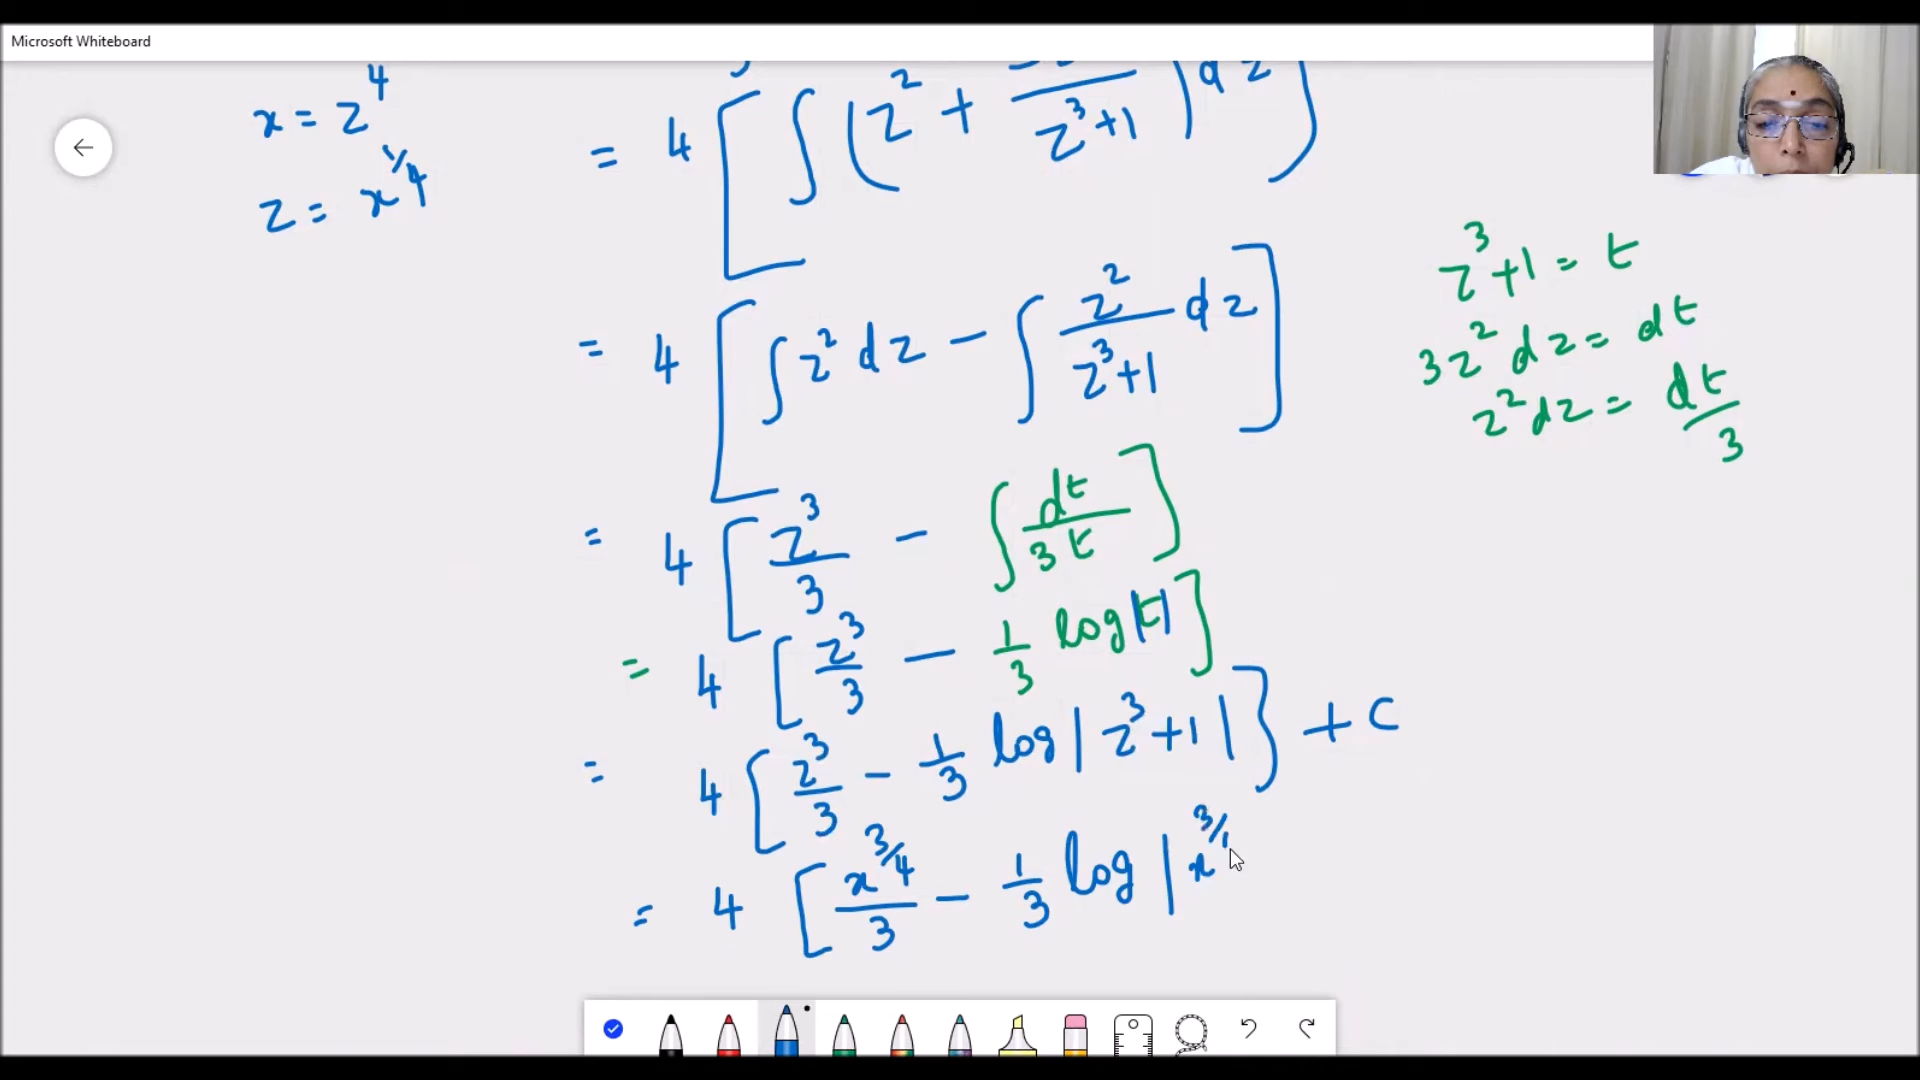 Microsoft Whiteboard
x = z^4
z = x^{1/4}
= 4 [ ∫ ( z^2 + / z^3+1 ) dz ]
= 4 [ ∫ z^2 dz − ∫ z^2/(z^3+1) dz ]
z^3+1 = t
3z^2 dz = dt
z^2 dz = dt/3
= 4 [ z^3/3 − ∫ dt/3t ]
= 4 [ z^3/3 − 1/3 log|t| ]
= 4 [ z^3/3 − 1/3 log| z^3+1 | ] + c
= 4 [ x^{3/4}/3 − 1/3 log | x^{3/